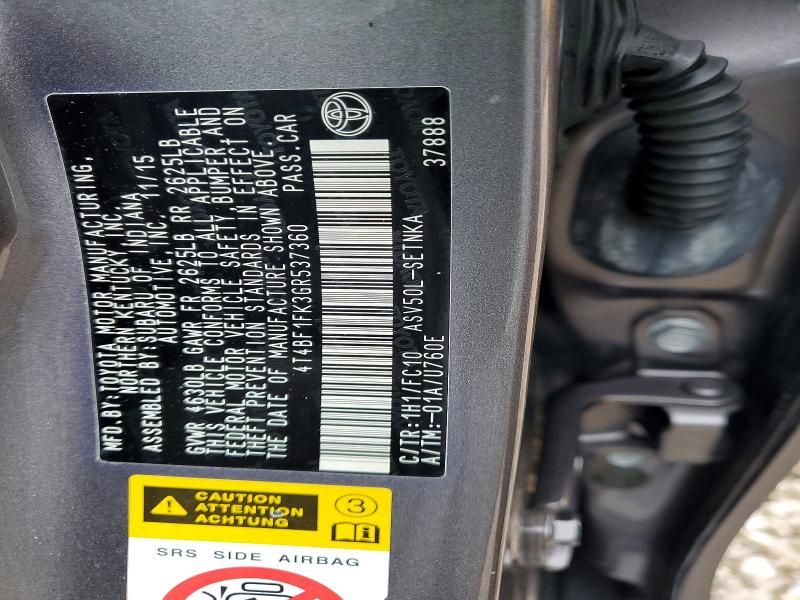 MFD. BY: TOYOTA MOTOR MANUFACTURING,
NORTHERN KENTUCKY, INC.
ASSEMBLED BY: SUBARU OF INDIANA
AUTOMOTIVE, INC. 11/15
GVWR 4630LB GAWR FR 2625LB RR 2625LB
THIS VEHICLE CONFORMS TO ALL APPLICABLE
FEDERAL MOTOR VEHICLE SAFETY, BUMPER, AND
THEFT PREVENTION STANDARDS IN EFFECT ON
THE DATE OF MANUFACTURE SHOWN ABOVE.
4T4BF1FK3GR537360 PASS. CAR
C/TR:1H1/FC10 ASV50L-SETNKA 37888
A/TM:-01A/U760E
CAUTION
ATTENTION
ACHTUNG
3
SRS SIDE AIRBAG